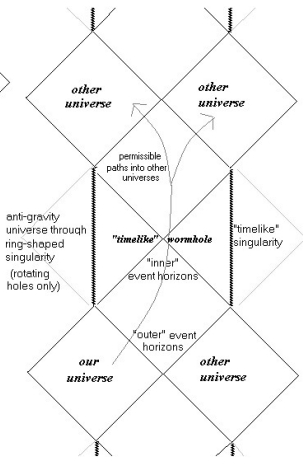 other
universe
other
universe
permissible
paths into other
universes
anti-gravity
universe through
ring-shaped
singularity
(rotating
holes only)
"timelike" wormhole
"timelike"
singularity
"inner"
event horizons
"outer" event
horizons
our
universe
other
universe